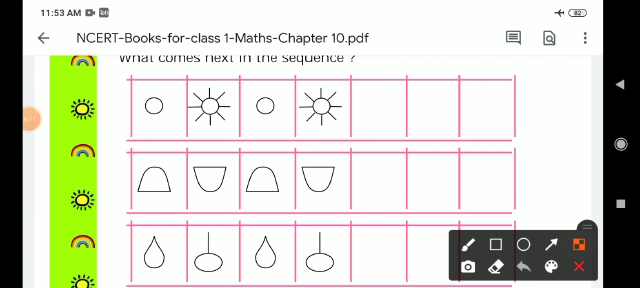 11:53 AM
82
NCERT-Books-for-class 1-Maths-Chapter 10.pdf
What comes next in the sequence ?